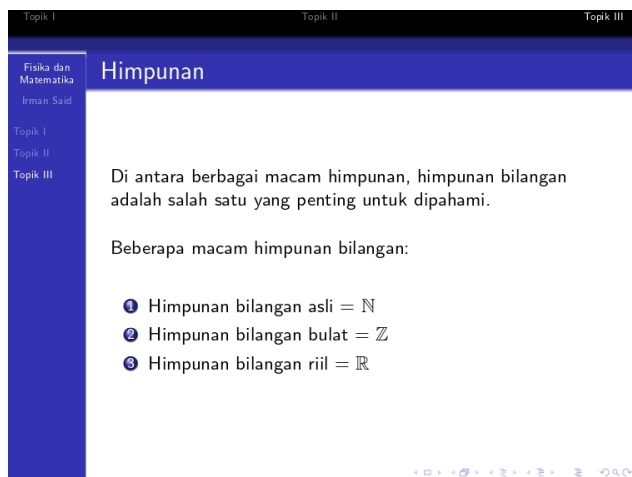 Topik I Topik II Topik III
Fisika dan
Matematika
Irman Said
Topik I
Topik II
Topik III
Himpunan
Di antara berbagai macam himpunan, himpunan bilangan
adalah salah satu yang penting untuk dipahami.
Beberapa macam himpunan bilangan:
1 Himpunan bilangan asli = ℕ
2 Himpunan bilangan bulat = ℤ
3 Himpunan bilangan riil = ℝ